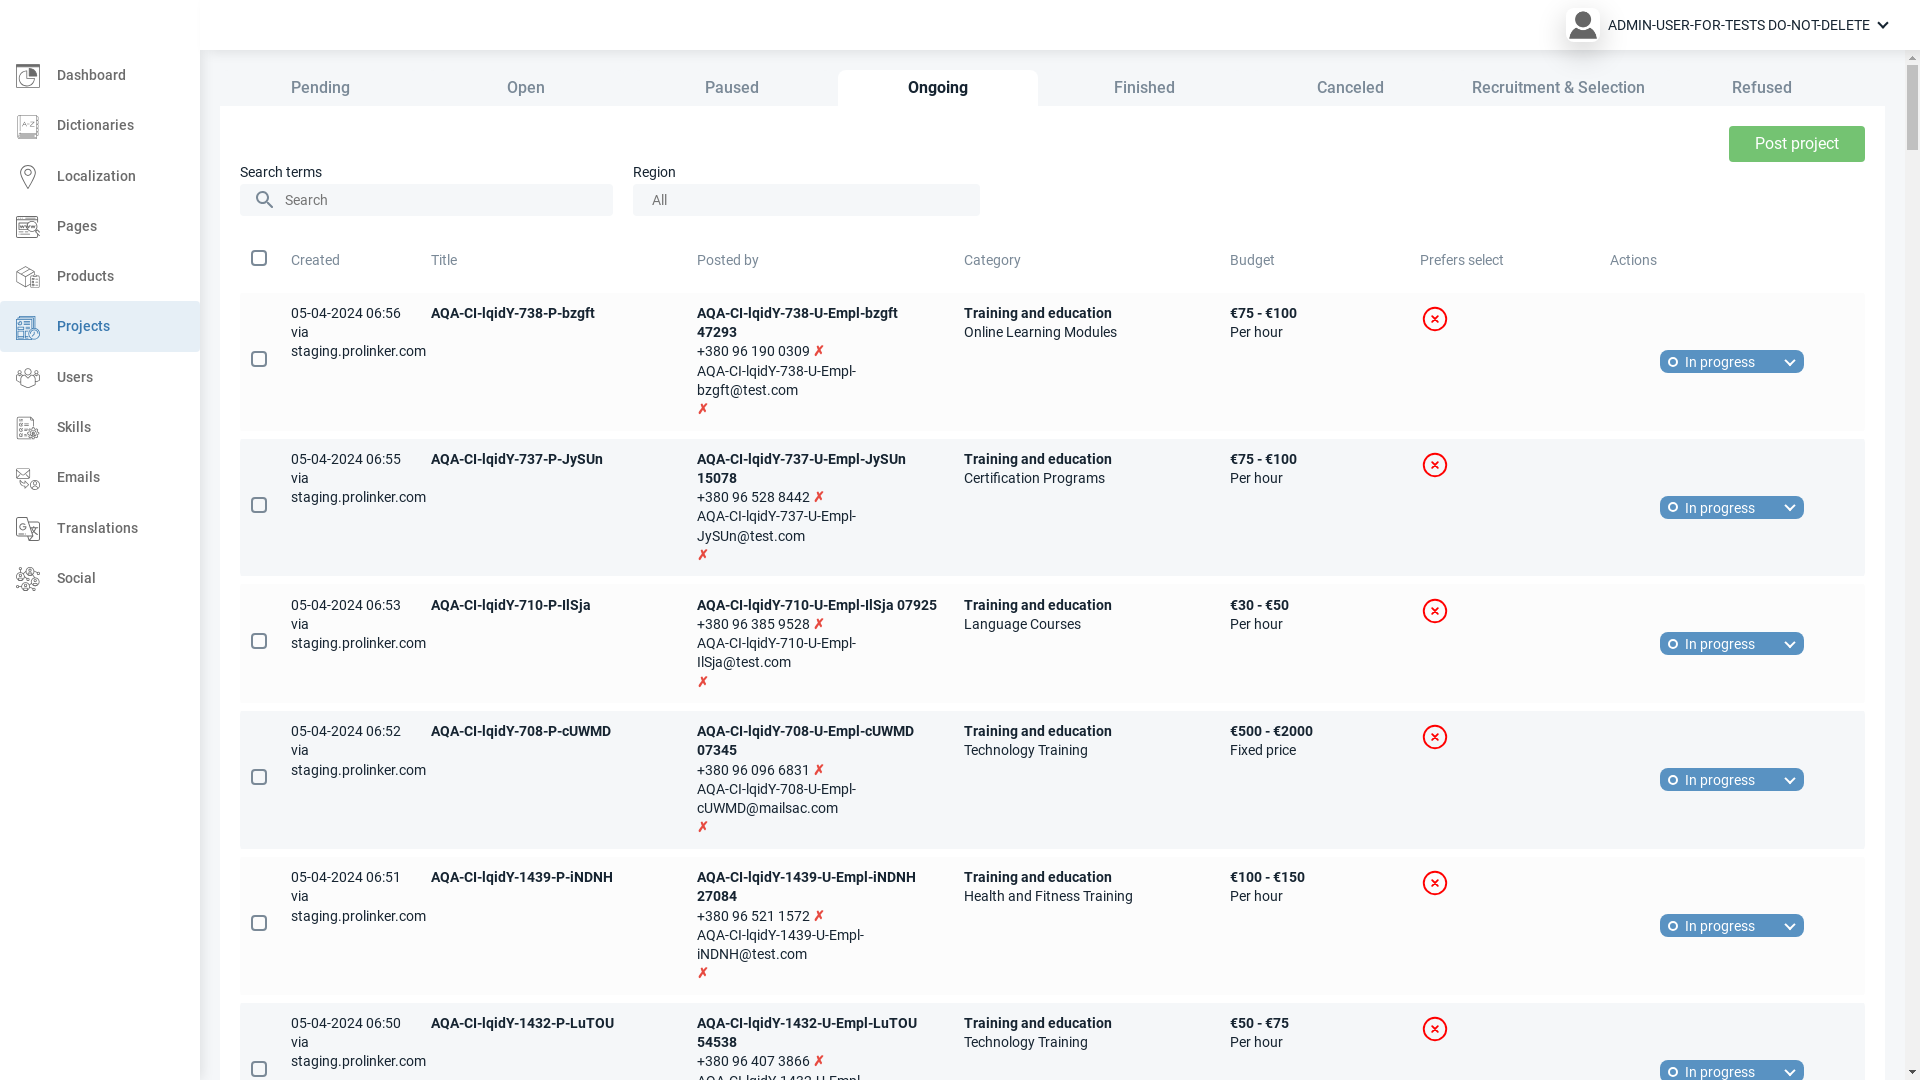 ADMIN-USER-FOR-TESTS DO-NOT-DELETE
Dashboard
Dictionaries
Localization
Pages
Products
Projects
Users
Skills
Emails
Translations
Social
Pending
Open
Paused
Ongoing
Finished
Canceled
Recruitment & Selection
Refused
Post project
Search terms
Region
Search
All
Created
Title
Posted by
Category
Budget
Prefers select
Actions
05-04-2024 06:56
via
staging.prolinker.com
AQA-CI-lqidY-738-P-bzgft
AQA-CI-lqidY-738-U-Empl-bzgft
47293
+380 96 190 0309 ✗
AQA-CI-lqidY-738-U-Empl-
bzgft@test.com
✗
Training and education
Online Learning Modules
€75 - €100
Per hour
In progress
05-04-2024 06:55
via
staging.prolinker.com
AQA-CI-lqidY-737-P-JySUn
AQA-CI-lqidY-737-U-Empl-JySUn
15078
+380 96 528 8442 ✗
AQA-CI-lqidY-737-U-Empl-
JySUn@test.com
✗
Training and education
Certification Programs
€75 - €100
Per hour
In progress
05-04-2024 06:53
via
staging.prolinker.com
AQA-CI-lqidY-710-P-IlSja
AQA-CI-lqidY-710-U-Empl-IlSja 07925
+380 96 385 9528 ✗
AQA-CI-lqidY-710-U-Empl-
IlSja@test.com
✗
Training and education
Language Courses
€30 - €50
Per hour
In progress
05-04-2024 06:52
via
staging.prolinker.com
AQA-CI-lqidY-708-P-cUWMD
AQA-CI-lqidY-708-U-Empl-cUWMD
07345
+380 96 096 6831 ✗
AQA-CI-lqidY-708-U-Empl-
cUWMD@mailsac.com
✗
Training and education
Technology Training
€500 - €2000
Fixed price
In progress
05-04-2024 06:51
via
staging.prolinker.com
AQA-CI-lqidY-1439-P-iNDNH
AQA-CI-lqidY-1439-U-Empl-iNDNH
27084
+380 96 521 1572 ✗
AQA-CI-lqidY-1439-U-Empl-
iNDNH@test.com
✗
Training and education
Health and Fitness Training
€100 - €150
Per hour
In progress
05-04-2024 06:50
via
staging.prolinker.com
AQA-CI-lqidY-1432-P-LuTOU
AQA-CI-lqidY-1432-U-Empl-LuTOU
54538
+380 96 407 3866 ✗
AQA-CI-lqidY-1432-U-Empl-
Training and education
Technology Training
€50 - €75
Per hour
In progress